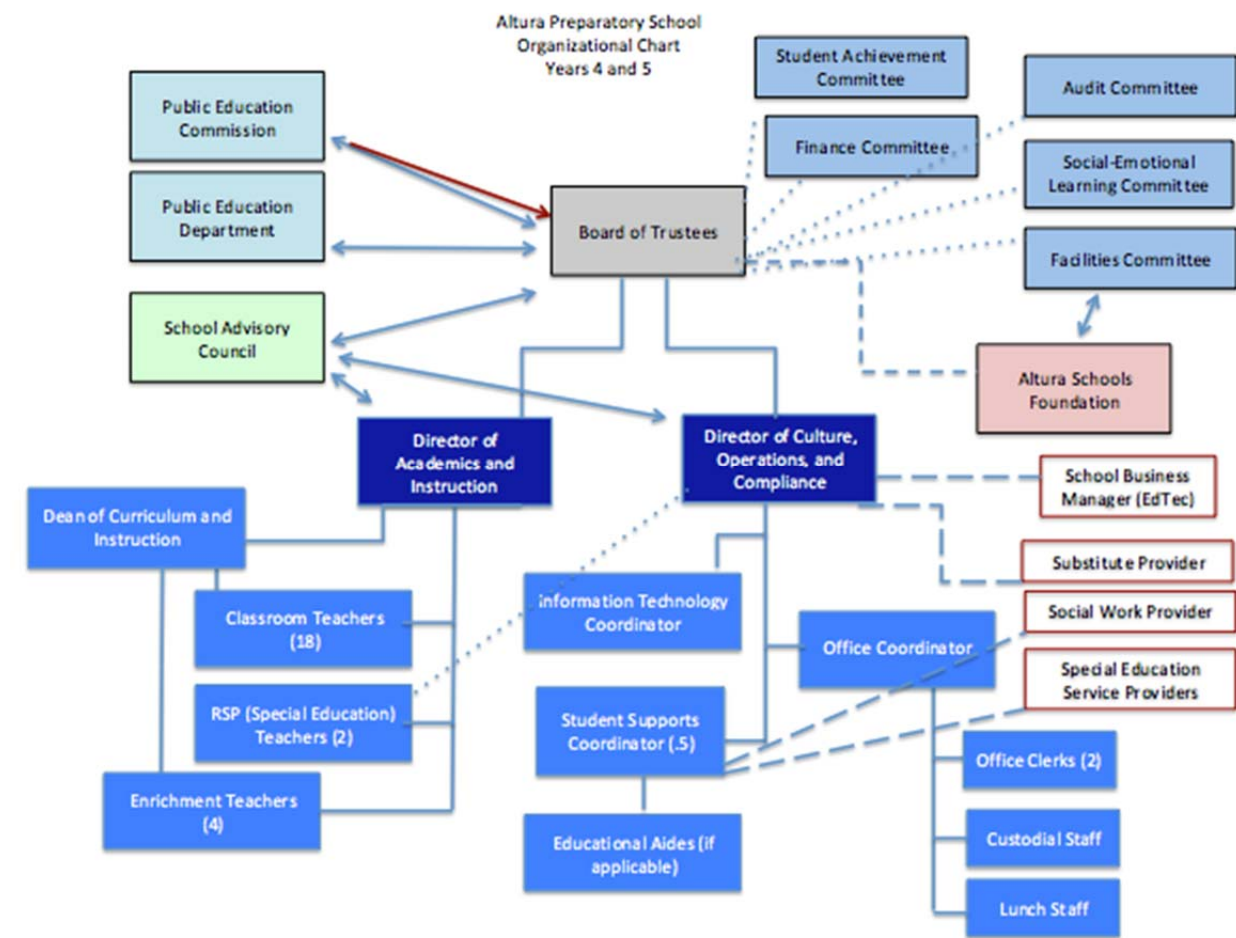 Altura Preparatory School
Organizational Chart
Years 4 and 5
Student Achievement
Committee
Audit Committee
Public Education
Commission
Finance Committee
Social-Emotional
Learning Committee
Public Education
Department
Board of Trustees
Facilities Committee
School Advisory
Council
Altura Schools
Foundation
Director of
Academics and
Instruction
Director of Culture,
Operations, and
Compliance
School Business
Manager (EdTec)
Dean of Curriculum and
Instruction
Substitute Provider
Information Technology
Coordinator
Social Work Provider
Classroom Teachers
(18)
Office Coordinator
Special Education
Service Providers
RSP (Special Education)
Teachers (2)
Student Supports
Coordinator (.5)
Office Clerks (2)
Enrichment Teachers
(4)
Educational Aides (if
applicable)
Custodial Staff
Lunch Staff